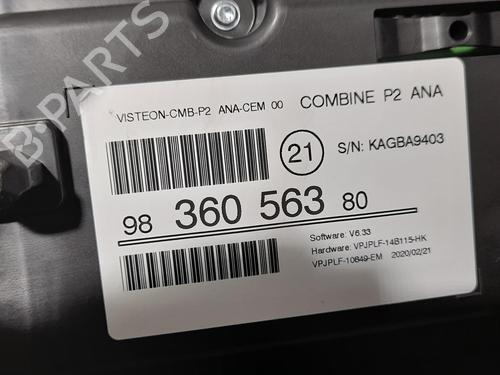 B-PARTS
VISTEON-CMB-P2 ANA-CEM 00 COMBINE P2 ANA
21 S/N: KAGBA9403
98 360 563 80
Software: V6.33
Hardware: VPJPLF-14B115-HK
VPJPLF-10849-EM 2020/02/21